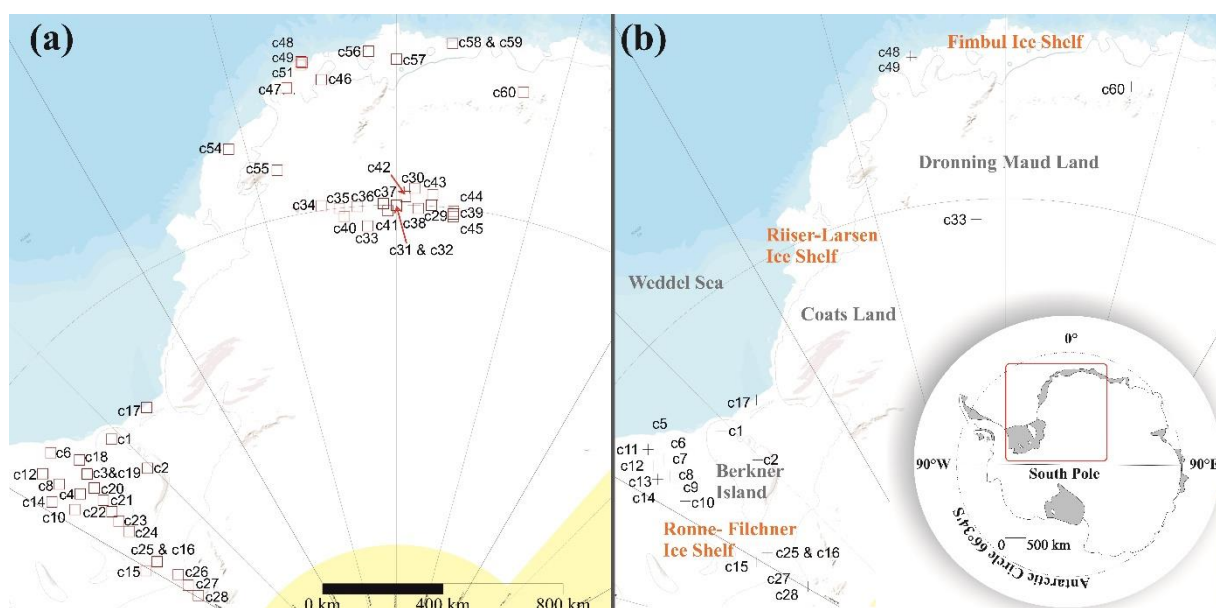 (a)
c48
c49
c51
c47
c56
c46
c57
c58 & c59
c60
c54
c55
c42
c30
c43
c37
c44
c34
c35
c36
c39
c40
c41
c38
c29
c45
c33
c31 & c32
c17
c1
c6
c18
c2
c12
c3&c19
c8
c20
c4
c14
c21
c10
c22
c23
c24
c25 & c16
c15
c26
c27
c28
0 km
400 km
800 km
(b)
c48
c49
Fimbul Ice Shelf
c60
Dronning Maud Land
c33
Riiser-Larsen
Ice Shelf
Weddel Sea
Coats Land
c17
c5
c1
c11
c6
c7
c2
c12
c8
c13
c9
c14
c10
Berkner
Island
Ronne- Filchner
Ice Shelf
c25 & c16
c15
c27
c28
0°
90°W
90°E
South Pole
0
500 km
Antarctic Circle 66°34'S